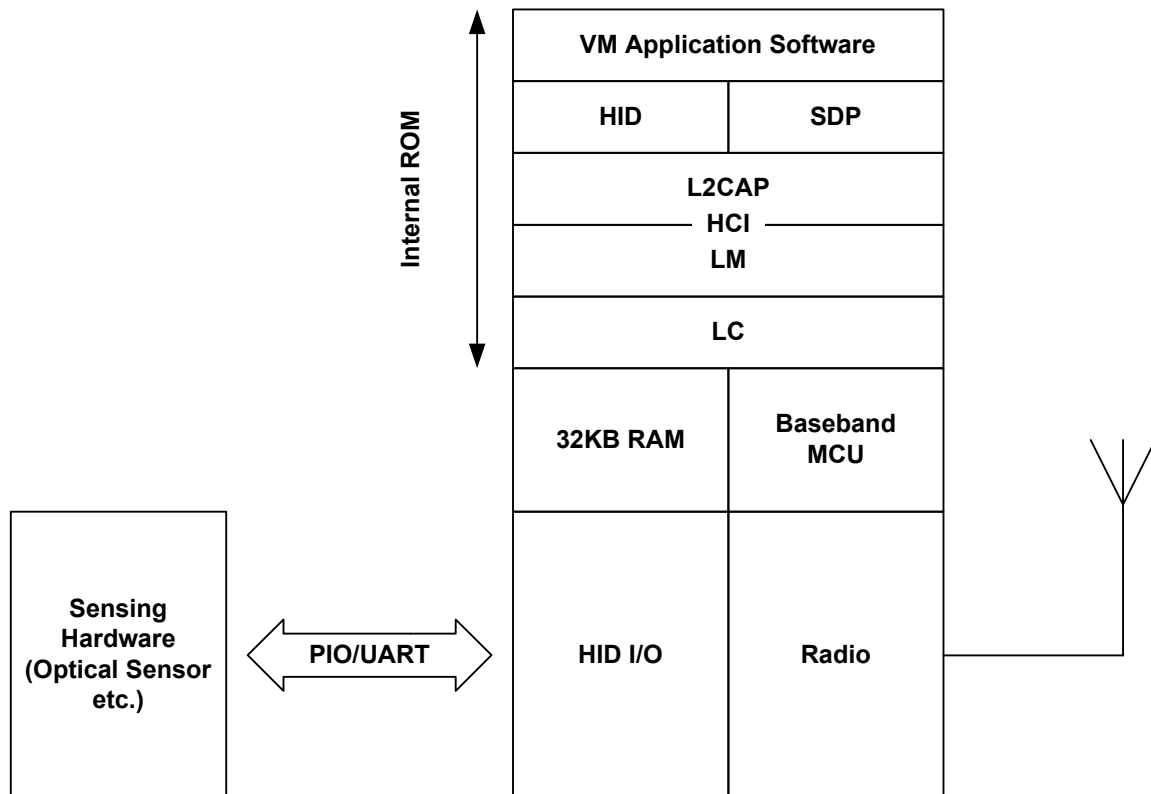 VM Application Software
HID
SDP
Internal ROM
L2CAP
HCI
LM
LC
32KB RAM
Baseband
MCU
Sensing
Hardware
(Optical Sensor
etc.)
PIO/UART
HID I/O
Radio